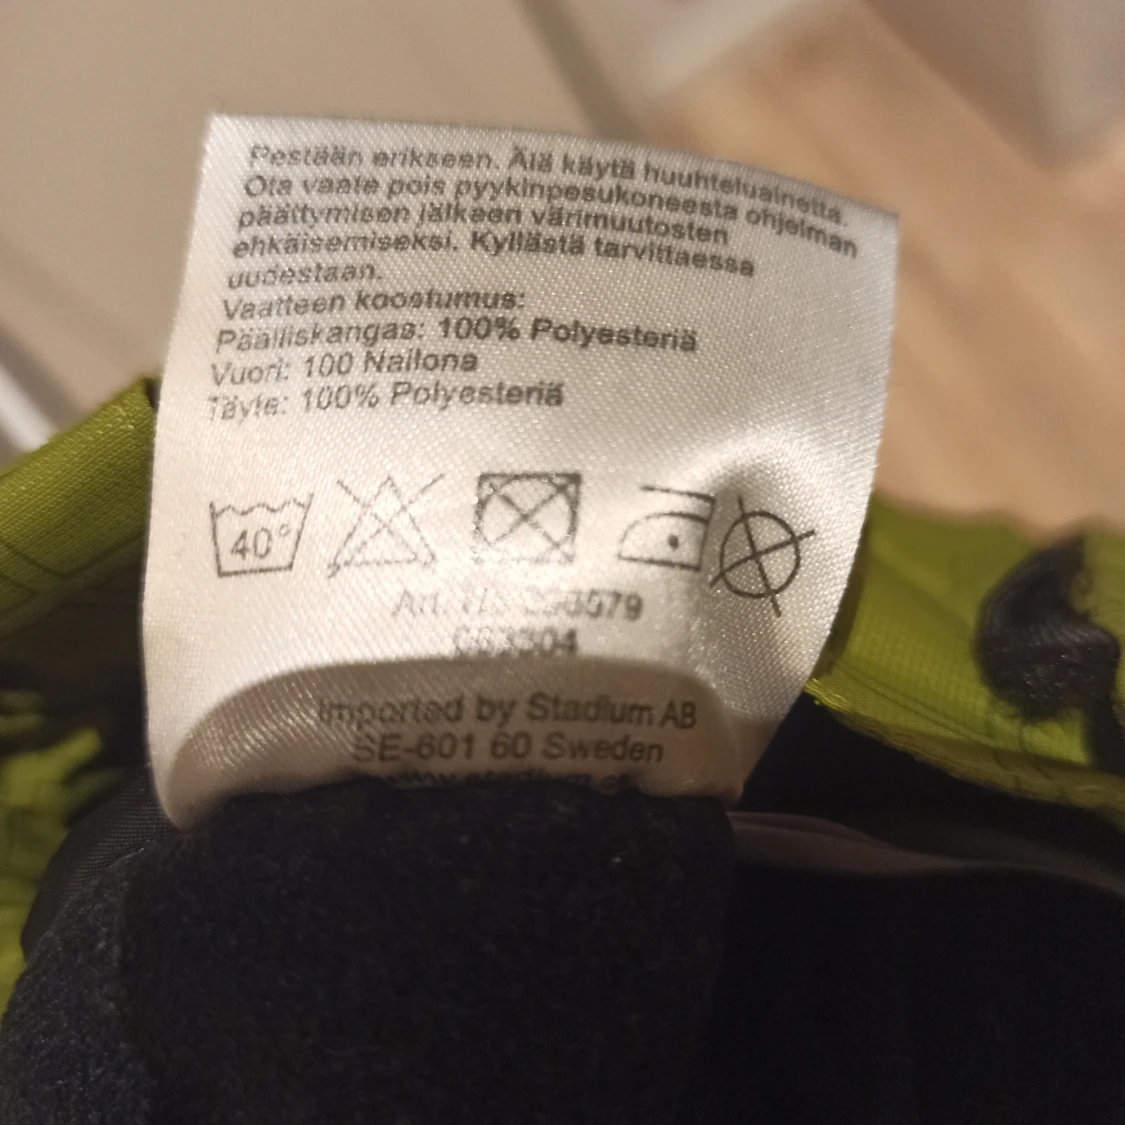 Pestään erikseen. Älä käytä huuhteluainetta.
Ota vaate pois pyykinpesukoneesta ohjelman
päättymisen jälkeen värimuutosten
ehkäisemiseksi. Kyllästä tarvittaessa
uudestaan.
Vaatteen koostumus:
Päälliskangas: 100% Polyesteriä
Vuori: 100 Nailona
Täyte: 100% Polyesteriä
40°
Art.
Imported by Stadium AB
SE-601 60 Sweden